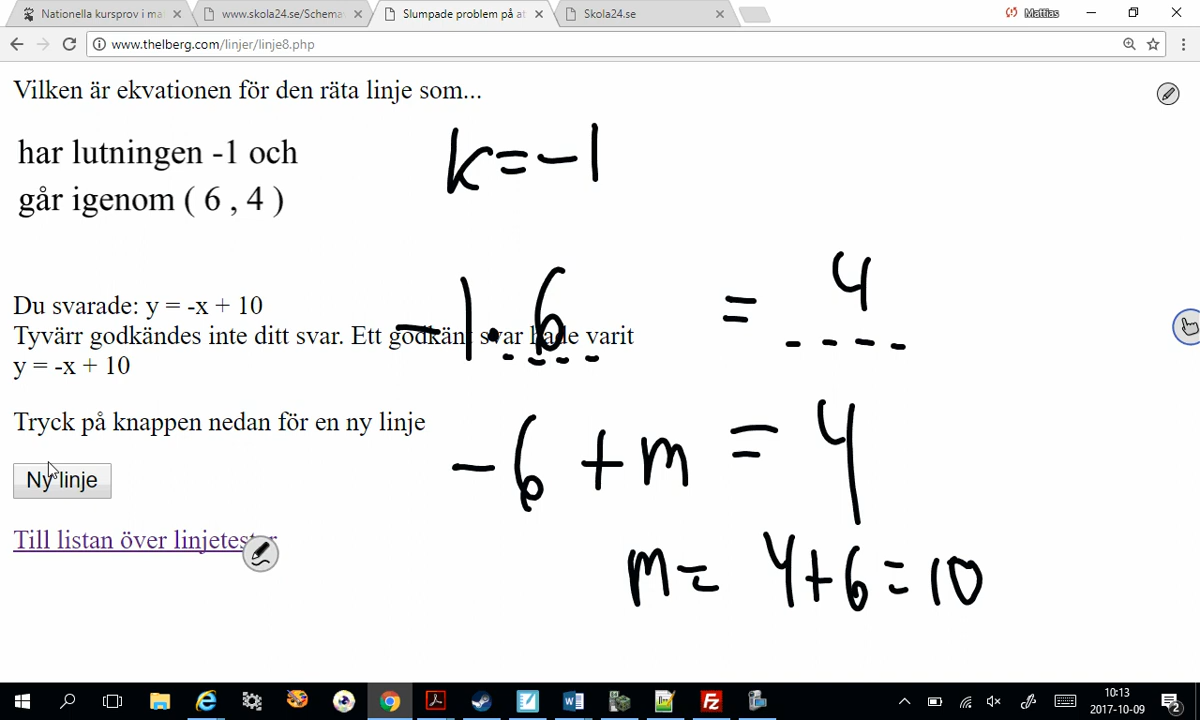 Nationella kursprov i ma
www.skola24.se/Schema
Slumpade problem på at
Skola24.se
Mattias
www.thelberg.com/linjer/linje8.php
Vilken är ekvationen för den räta linje som...
har lutningen -1 och
går igenom ( 6 , 4 )
k = -1
-1 · 6 = 4
Du svarade: y = -x + 10
Tyvärr godkändes inte ditt svar. Ett godkänt svar hade varit
y = -x + 10
Tryck på knappen nedan för en ny linje
-6 + m = 4
Ny linje
Till listan över linjetester
m = 4+6 = 10
10:13
2017-10-09
2